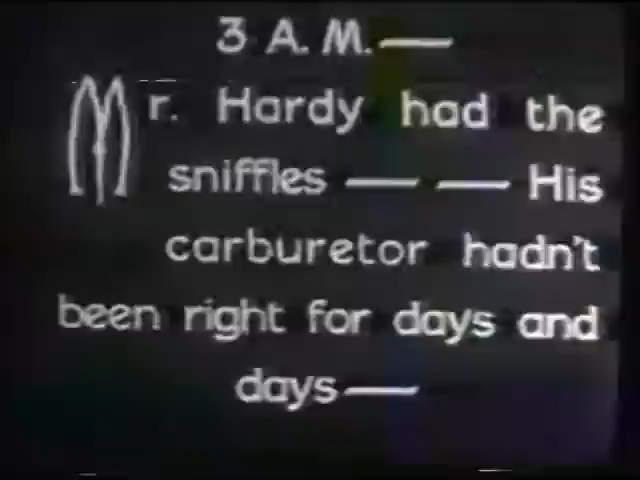 3 A. M. —
Mr. Hardy had the
sniffles — — His
carburetor hadn't
been right for days and
days —